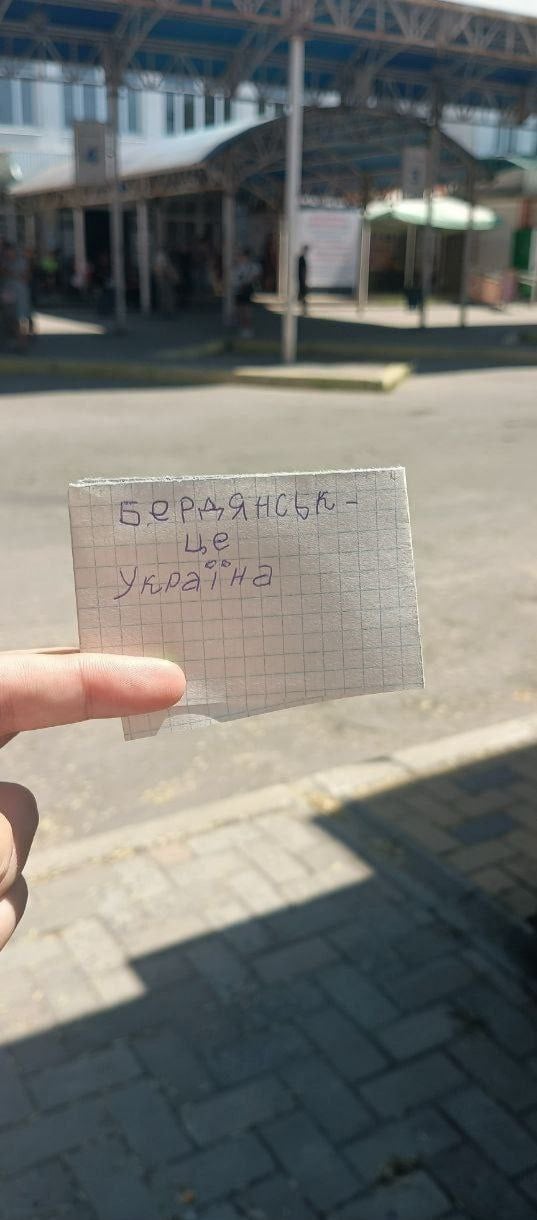 Бердянськ -
це
Україна